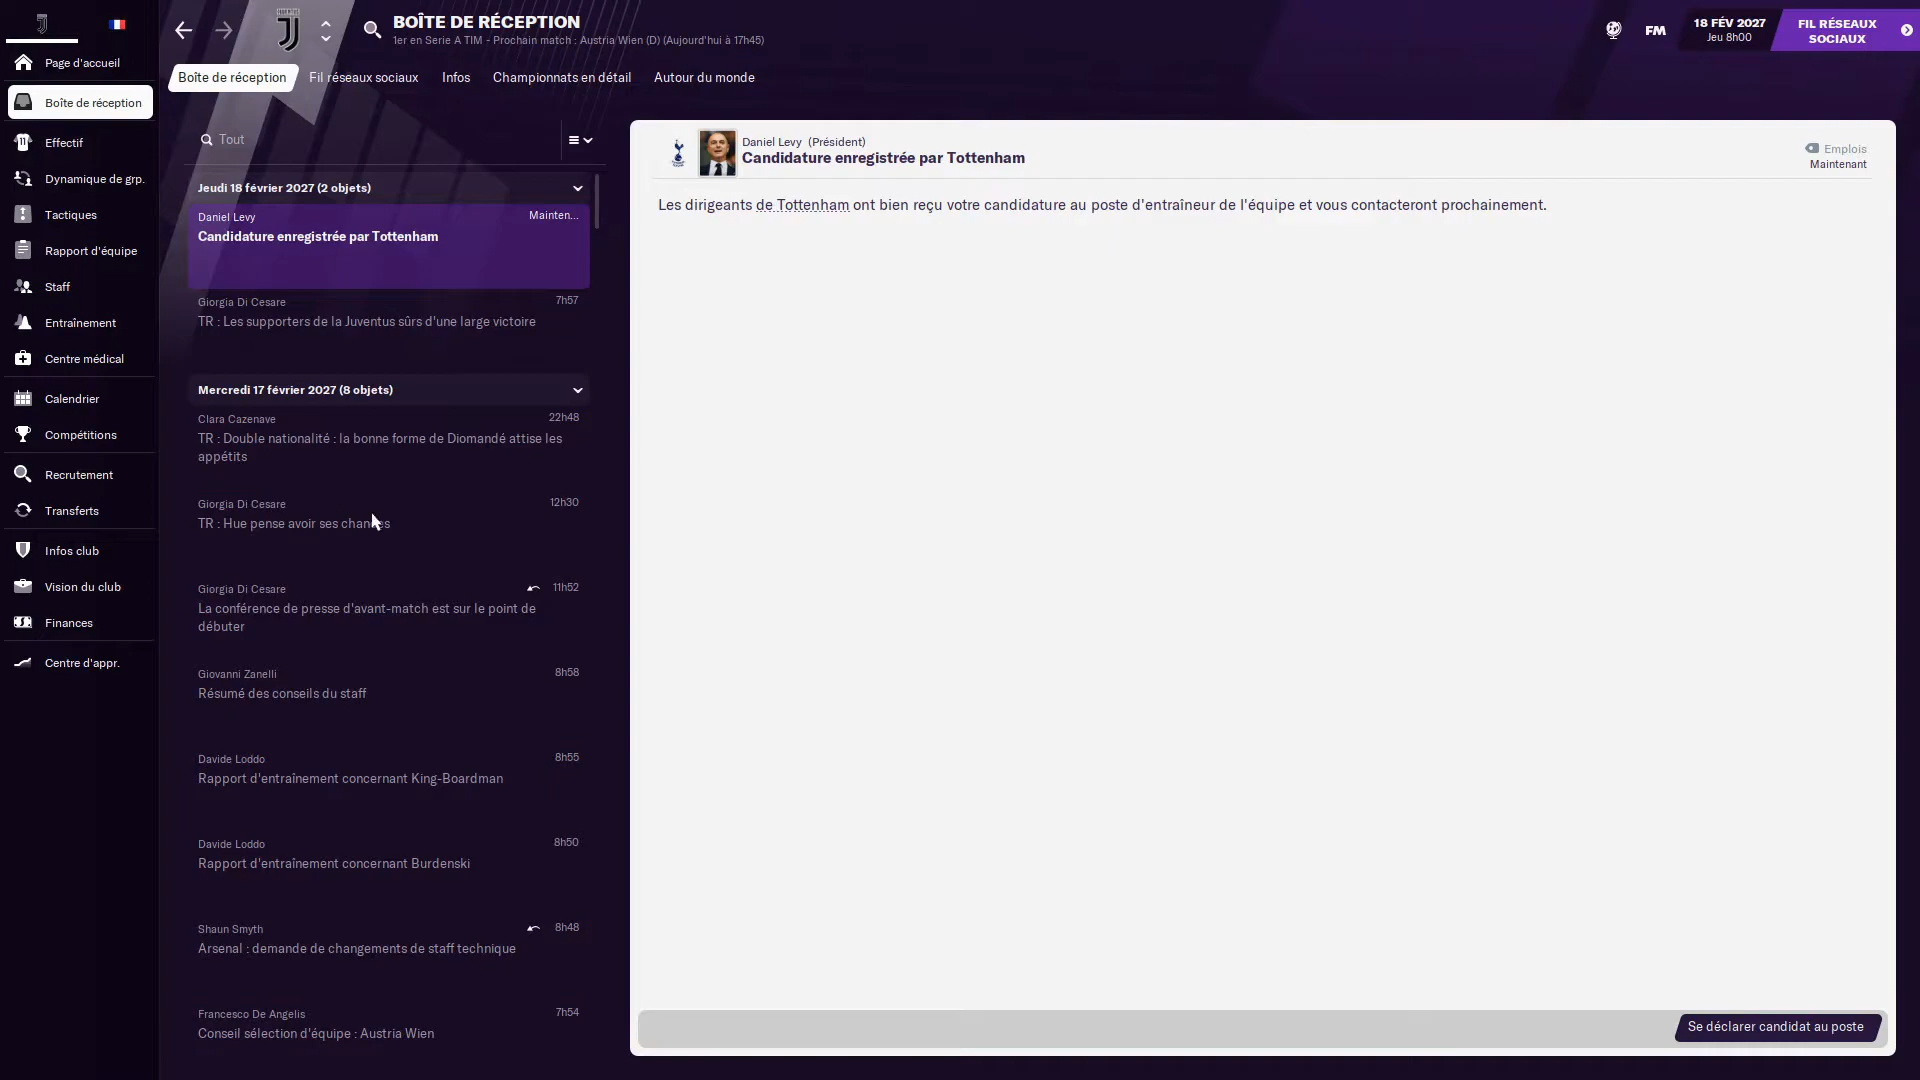 BOÎTE DE RÉCEPTION
1er en Serie A TIM - Prochain match : Austria Wien (D) (Aujourd'hui à 17h45)
FM
18 FÉV 2027
Jeu 8h00
FIL RÉSEAUX
SOCIAUX
Page d'accueil
Boîte de réception
Effectif
Dynamique de grp.
Tactiques
Rapport d'équipe
Staff
Entraînement
Centre médical
Calendrier
Compétitions
Recrutement
Transferts
Infos club
Vision du club
Finances
Centre d'appr.
Boîte de réception Fil réseaux sociaux Infos Championnats en détail Autour du monde
Tout
Jeudi 18 février 2027 (2 objets)
Daniel Levy Mainten...
Candidature enregistrée par Tottenham
Giorgia Di Cesare 7h57
TR : Les supporters de la Juventus sûrs d'une large victoire
Mercredi 17 février 2027 (8 objets)
Clara Cazenave 22h48
TR : Double nationalité : la bonne forme de Diomandé attise les
appétits
Giorgia Di Cesare 12h30
TR : Hue pense avoir ses chances
Giorgia Di Cesare 11h52
La conférence de presse d'avant-match est sur le point de
débuter
Giovanni Zanelli 8h58
Résumé des conseils du staff
Davide Loddo 8h55
Rapport d'entraînement concernant King-Boardman
Davide Loddo 8h50
Rapport d'entraînement concernant Burdenski
Shaun Smyth 8h48
Arsenal : demande de changements de staff technique
Francesco De Angelis 7h54
Conseil sélection d'équipe : Austria Wien
Daniel Levy (Président)
Candidature enregistrée par Tottenham
Emplois
Maintenant
Les dirigeants de Tottenham ont bien reçu votre candidature au poste d'entraîneur de l'équipe et vous contacteront prochainement.
Se déclarer candidat au poste